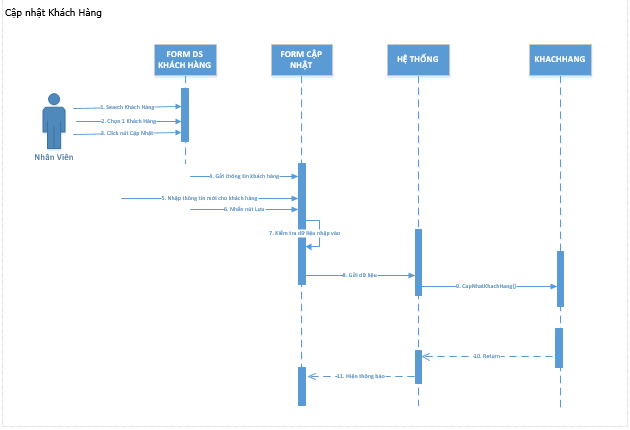 Cập nhật Khách Hàng
FORM DS
KHÁCH HÀNG
FORM CẬP
NHẬT
HỆ THỐNG
KHACHHANG
1. Search Khách Hàng
2. Chọn 1 Khách Hàng
3. Click nút Cập Nhật
Nhân Viên
4. Gửi thông tin khách hàng
5. Nhập thông tin mới cho khách hàng
6. Nhấn nút Lưu
7. Kiểm tra dữ liệu nhập vào
8. Gửi dữ liệu
9. CapNhatKhachHang()
10. Return
11. Hiện thông báo